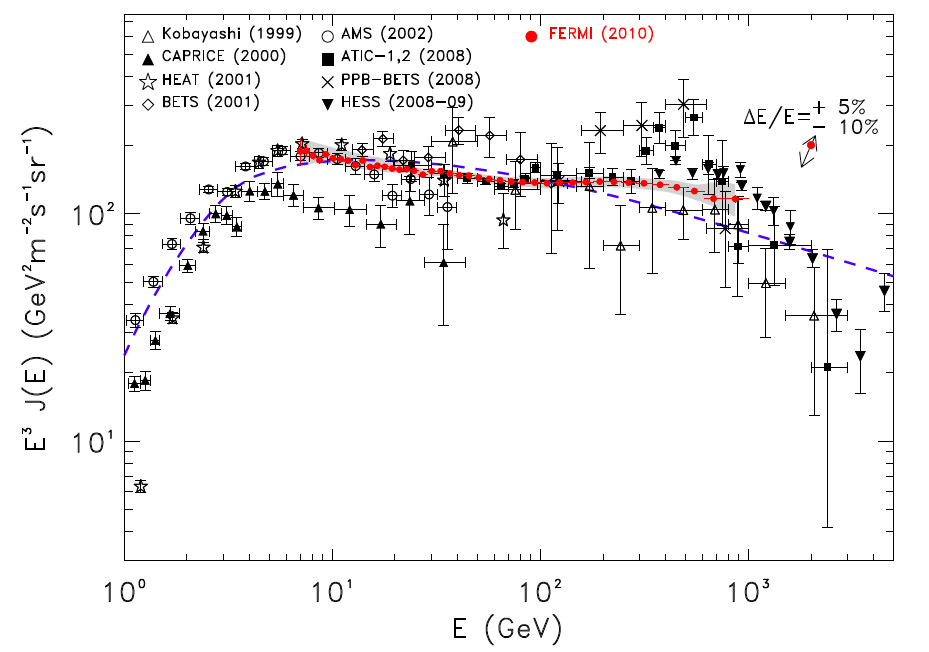 Kobayashi (1999)
CAPRICE (2000)
HEAT (2001)
BETS (2001)
AMS (2002)
ATIC-1,2 (2008)
PPB-BETS (2008)
HESS (2008-09)
FERMI (2010)
ΔE/E=+ 5%
− 10%
E³ J(E) (GeV²m⁻²s⁻¹sr⁻¹)
10²
10¹
10⁰ 10¹ 10² 10³
E (GeV)